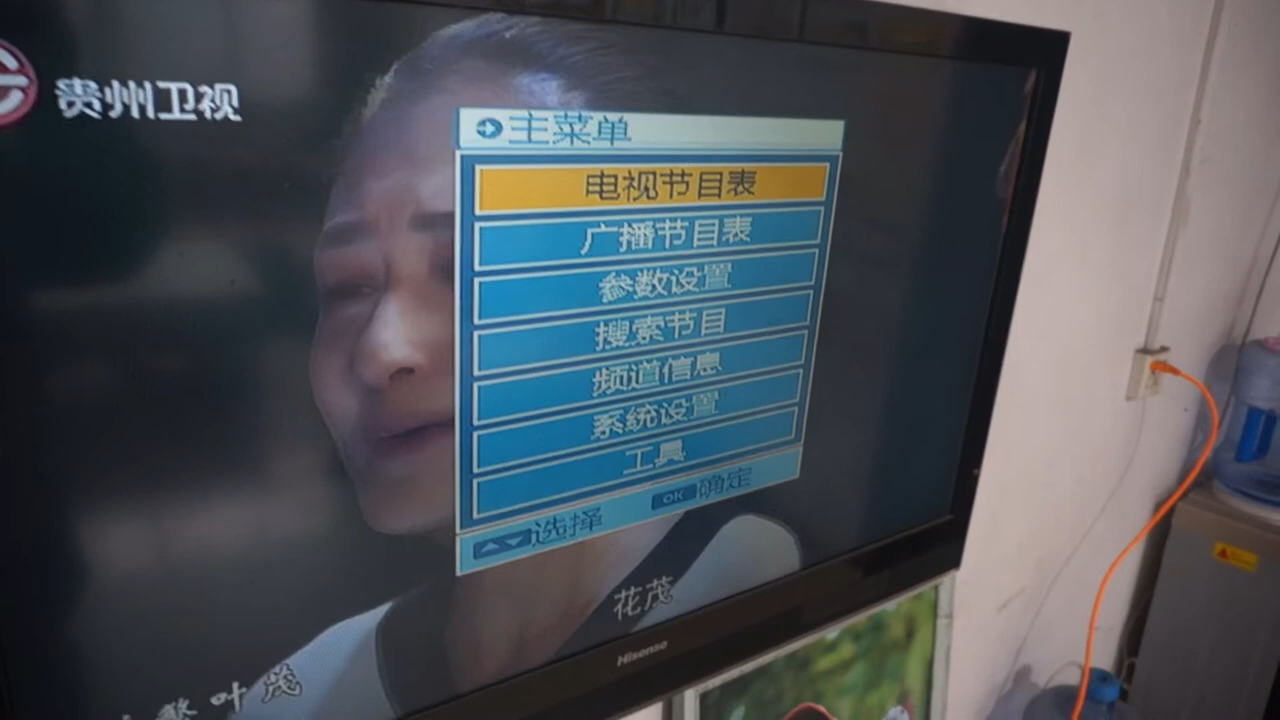 贵州卫视
主菜单
电视节目表
广播节目表
参数设置
搜索节目
频道信息
系统设置
工具
OK 确定
选择
花茂
繁叶茂
Hisense